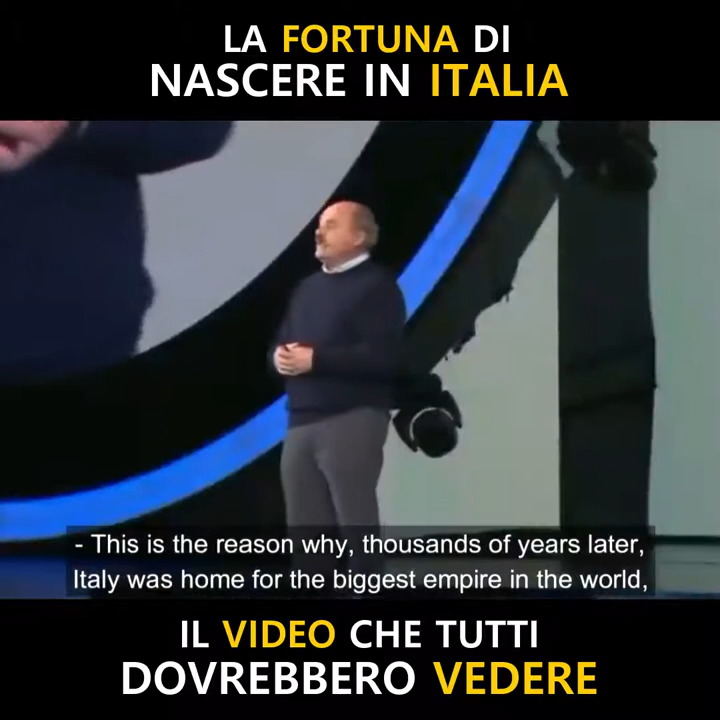 LA FORTUNA DI
NASCERE IN ITALIA
- This is the reason why, thousands of years later,
Italy was home for the biggest empire in the world,
IL VIDEO CHE TUTTI
DOVREBBERO VEDERE